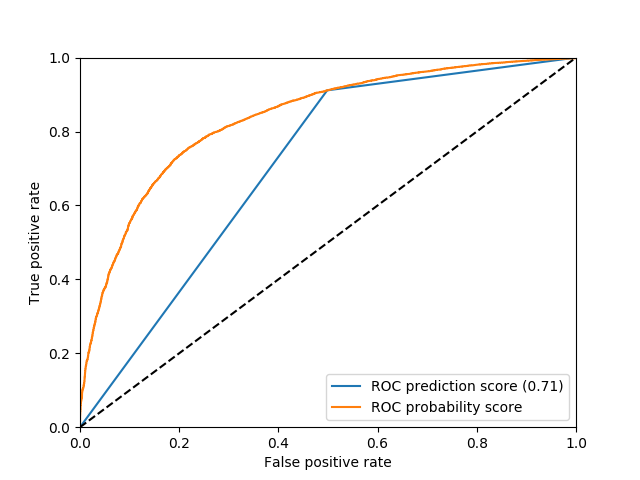 1.0
0.8
0.6
0.4
0.2
0.0
True positive rate
ROC prediction score (0.71)
ROC probability score
0.0 0.2 0.4 0.6 0.8 1.0
False positive rate